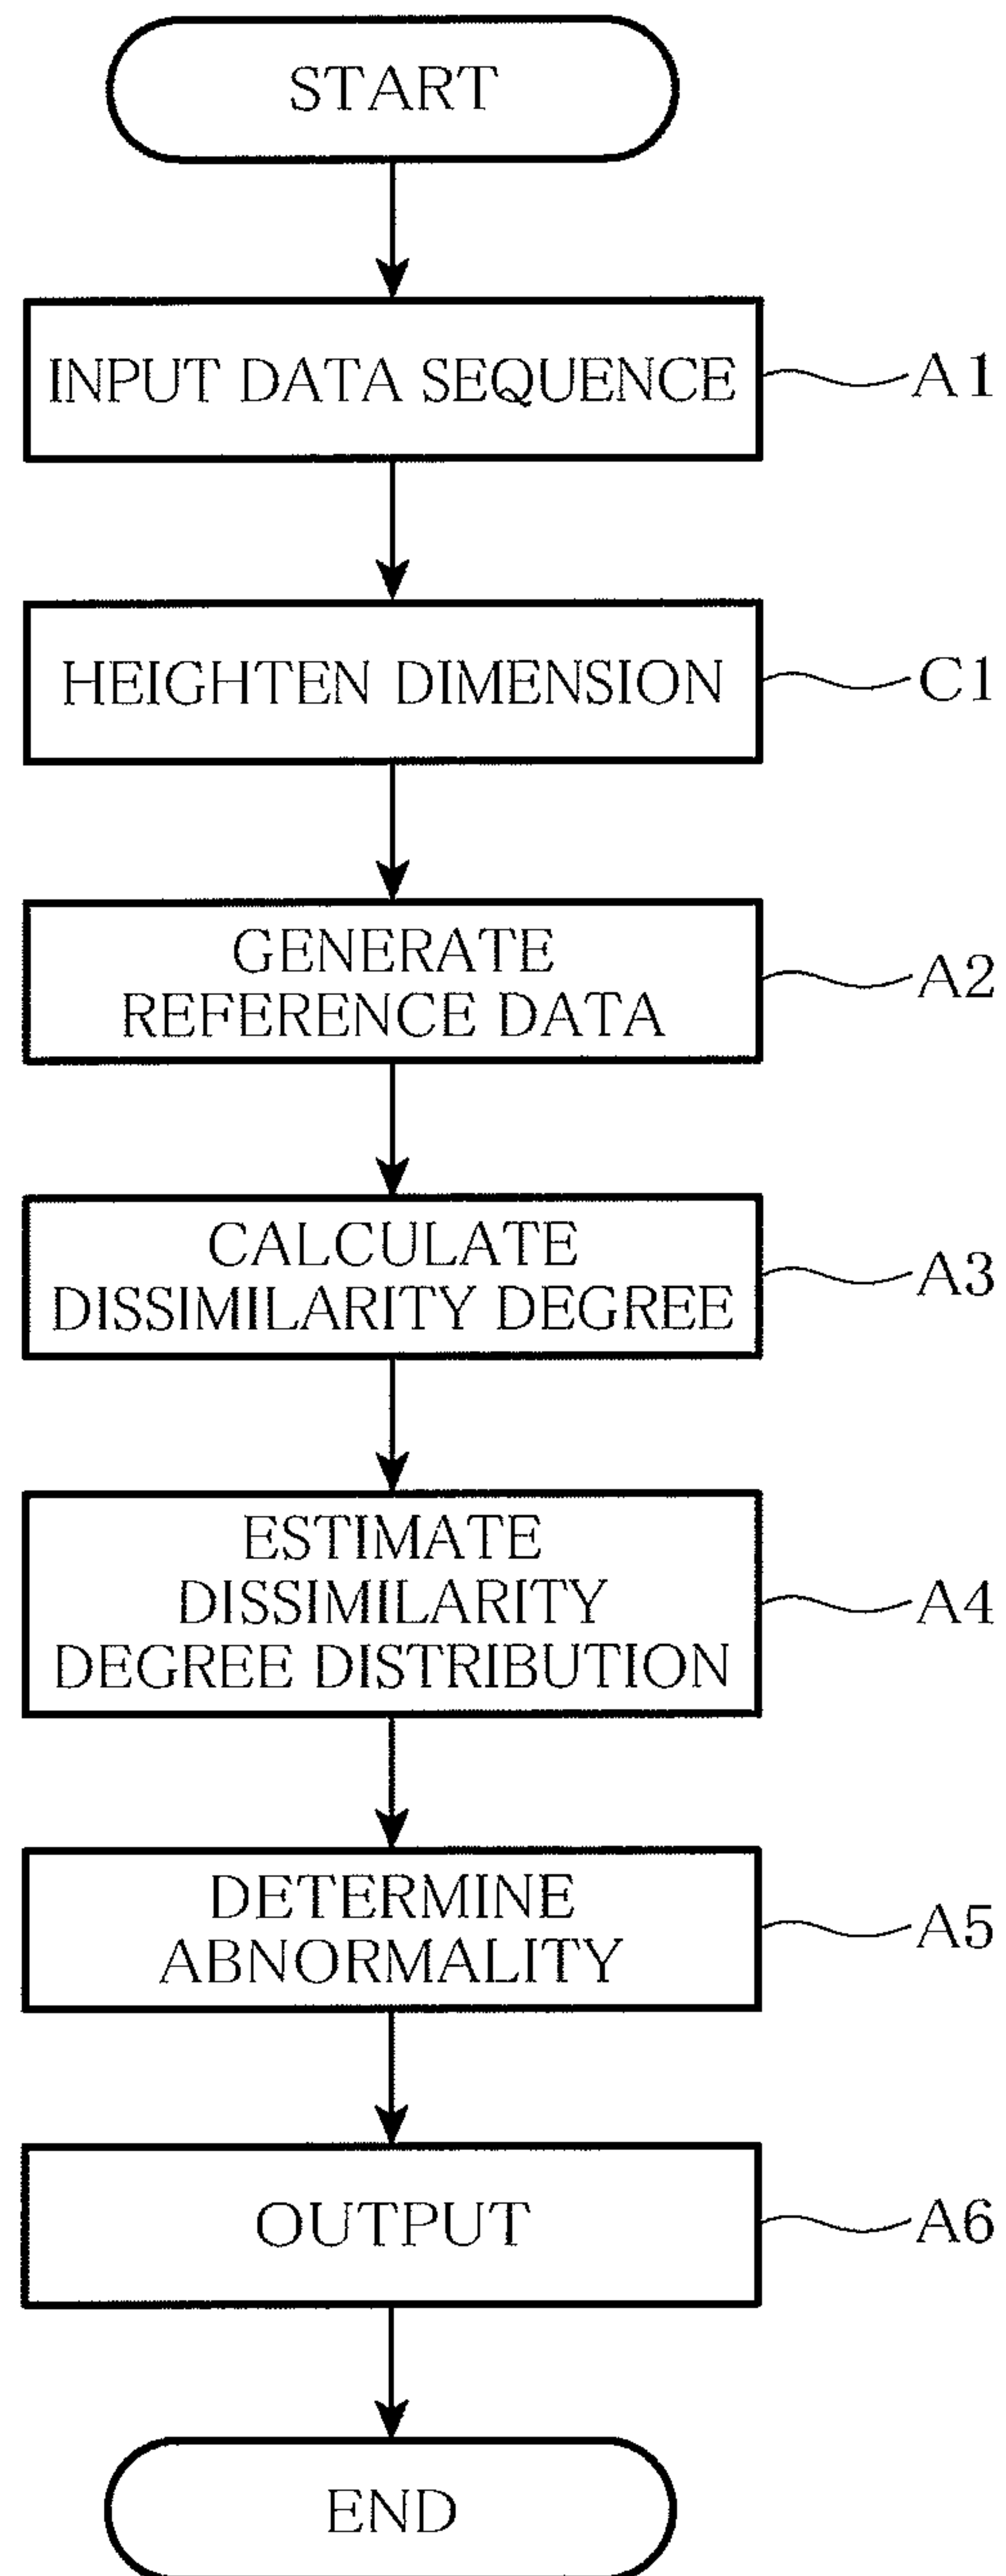 START
INPUT DATA SEQUENCE
A1
HEIGHTEN DIMENSION
C1
GENERATE
REFERENCE DATA
A2
CALCULATE
DISSIMILARITY DEGREE
A3
ESTIMATE
DISSIMILARITY
DEGREE DISTRIBUTION
A4
DETERMINE
ABNORMALITY
A5
OUTPUT
A6
END